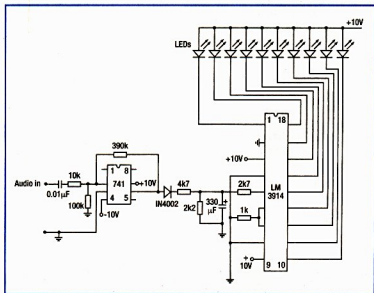 +10V
LEDs
1 18
390k
10k
Audio in
0.01µF
1 8
741
+10V
100k
4 5
-10V
IN4002
4k7
2k2
330
µF
+
2k7
+10V
LM
3914
1k
+
10V
9 10